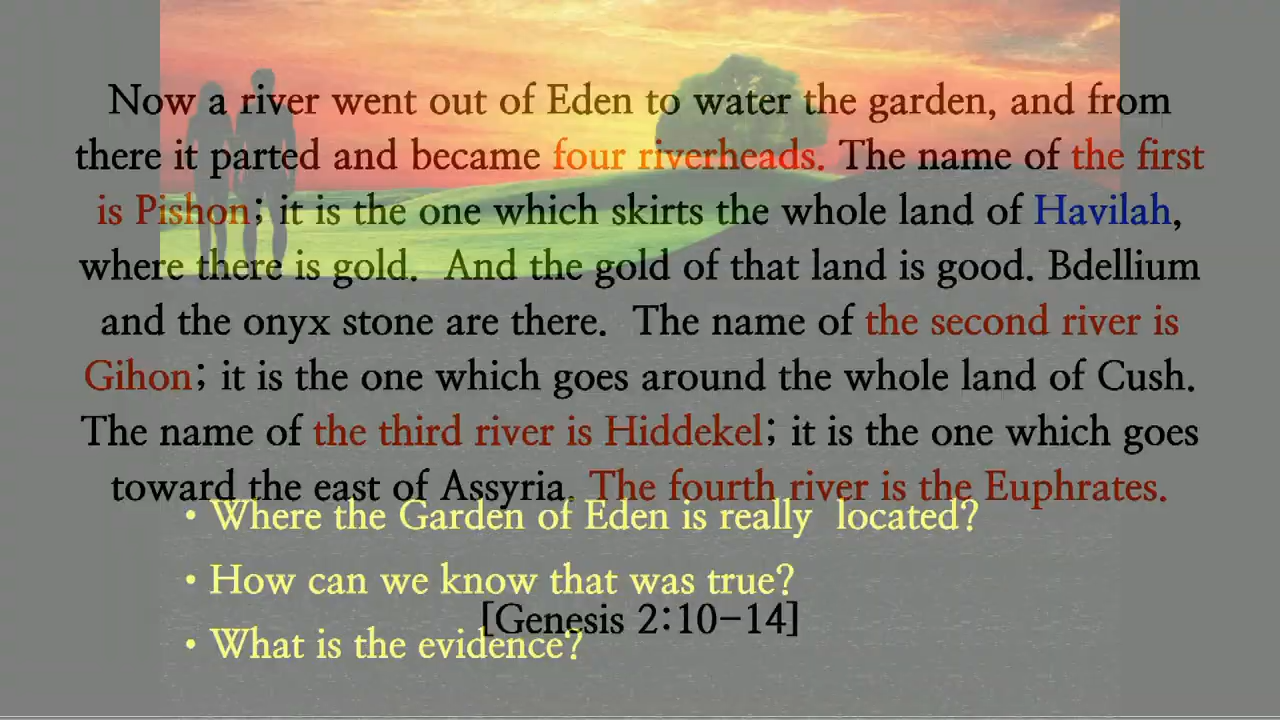 Now a river went out of Eden to water the garden, and from
there it parted and became four riverheads. The name of the first
is Pishon; it is the one which skirts the whole land of Havilah,
where there is gold.  And the gold of that land is good. Bdellium
and the onyx stone are there.  The name of the second river is
Gihon; it is the one which goes around the whole land of Cush.
The name of the third river is Hiddekel; it is the one which goes
toward the east of Assyria. The fourth river is the Euphrates.
• Where the Garden of Eden is really  located?
• How can we know that was true?
[Genesis 2:10-14]
• What is the evidence?